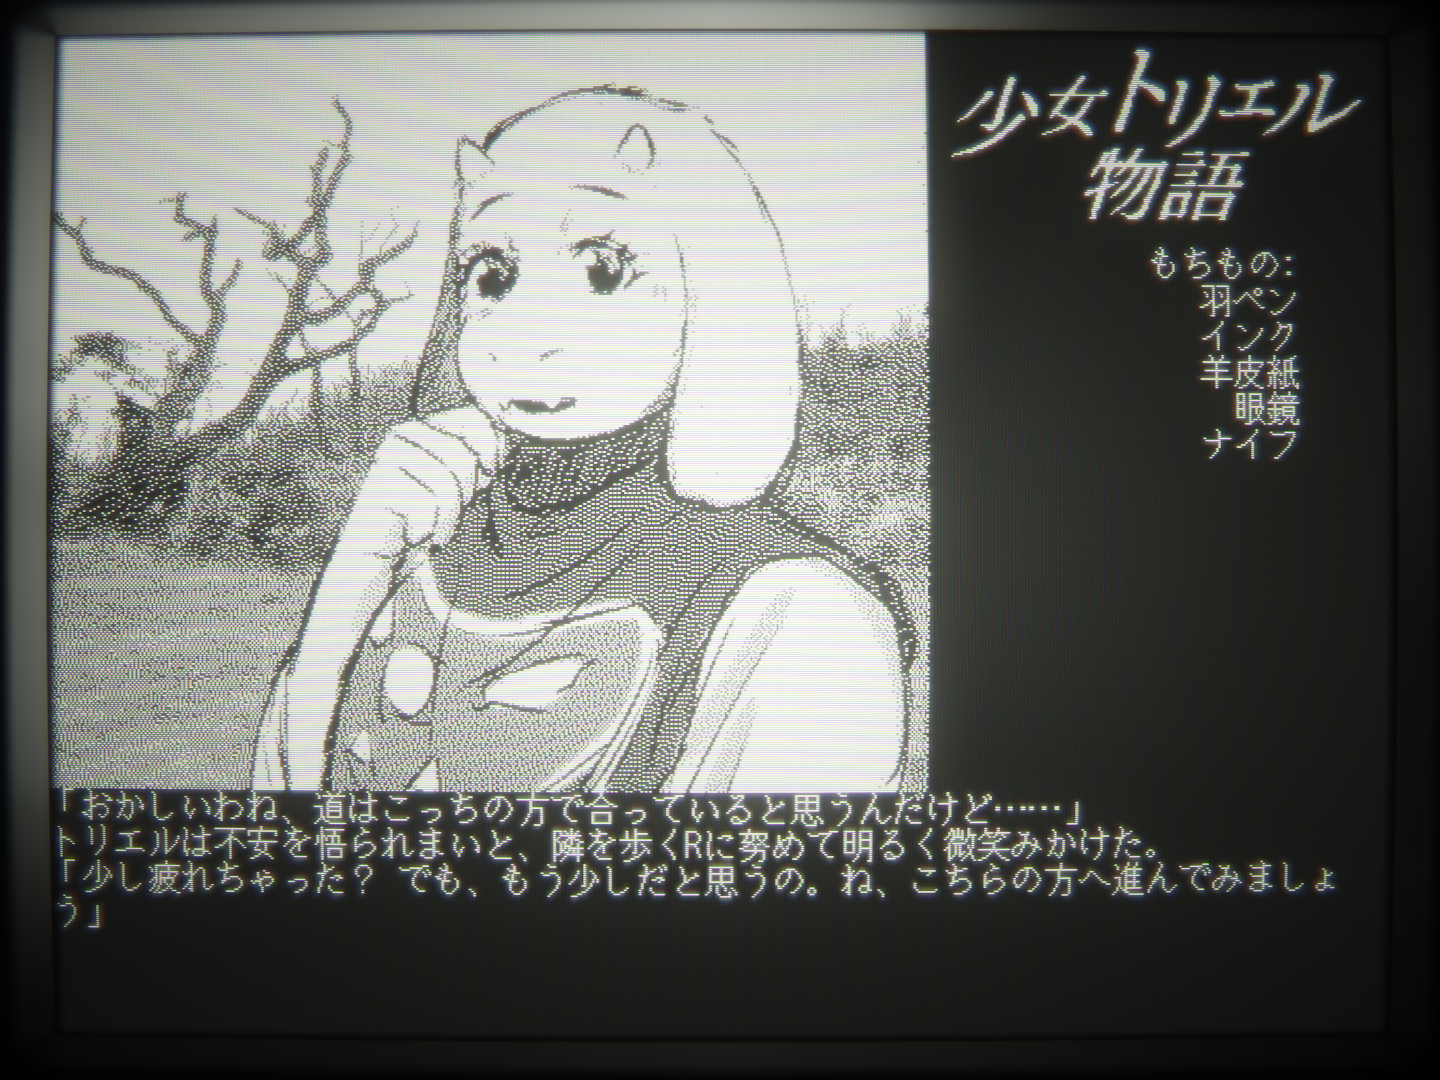 少女トリエル
物語
もちもの:
羽ペン
インク
羊皮紙
眼鏡
ナイフ
「おかしいわね、道はこっちの方で合っていると思うんだけど……」
トリエルは不安を悟られまいと、隣を歩くRに努めて明るく微笑みかけた。
「少し疲れちゃった? でも、もう少しだと思うの。ね、こちらの方へ進んでみましょ
う」